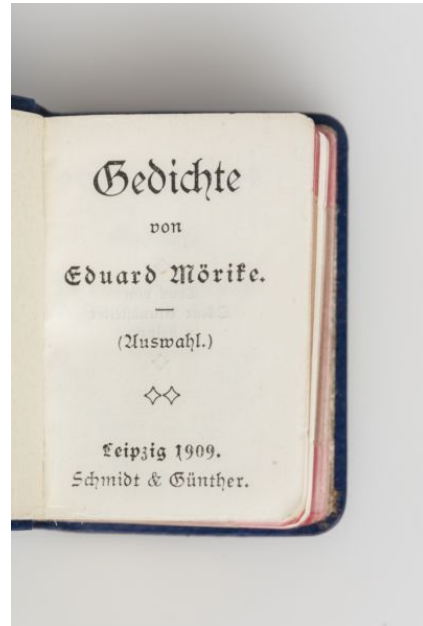 Gedichte
von
Eduard Mörike.
(Auswahl.)
Leipzig 1909.
Schmidt & Günther.